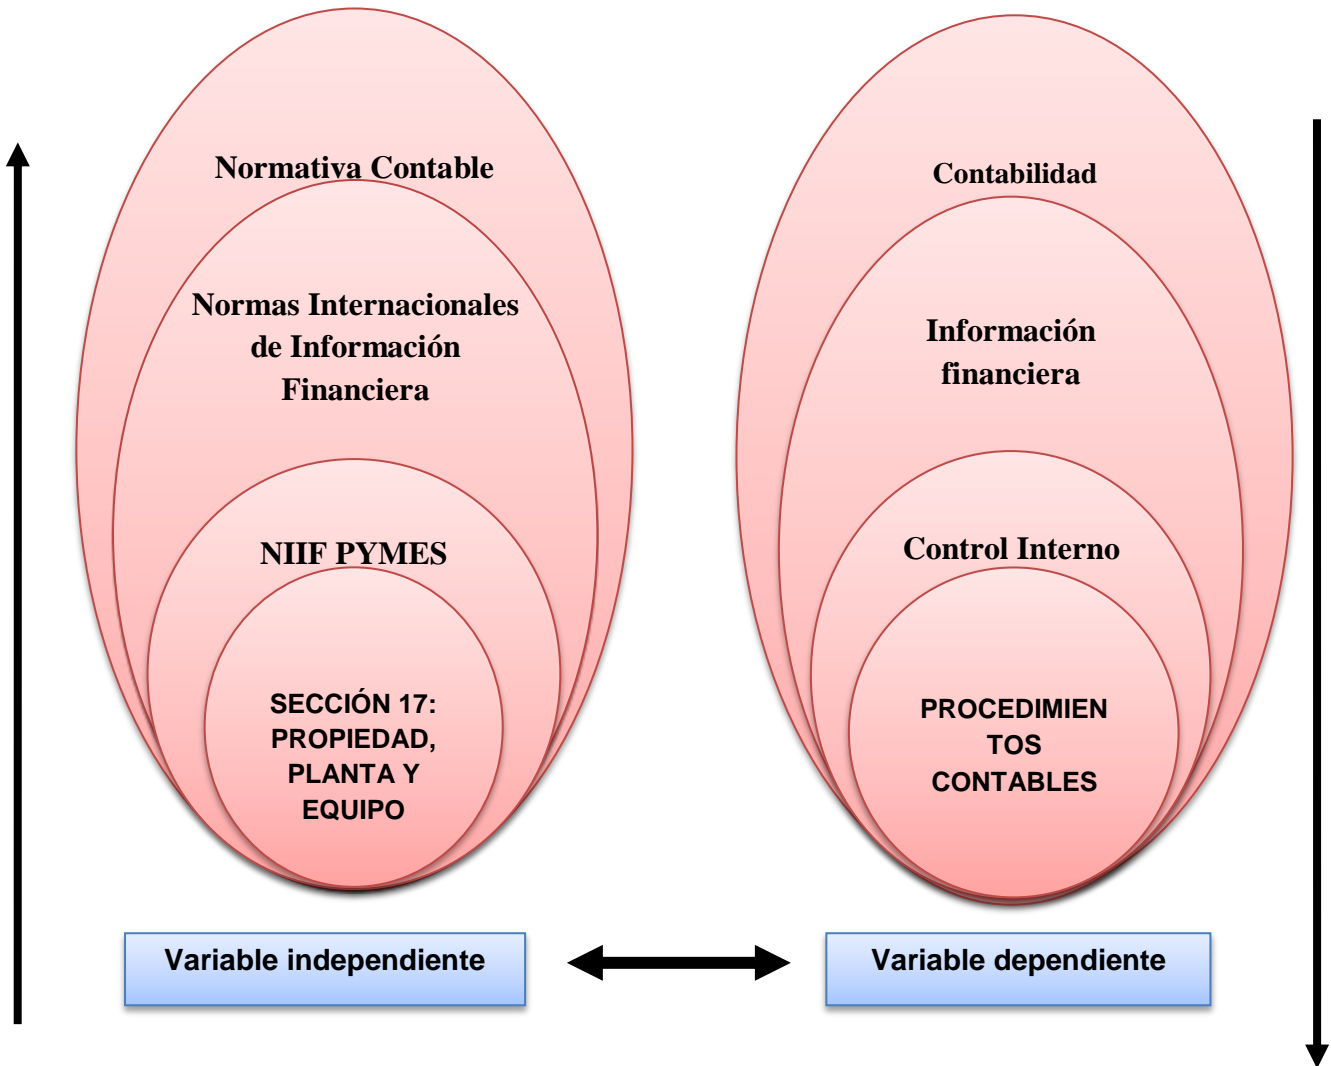 Normativa Contable
Normas Internacionales
de Información
Financiera
NIIF PYMES
SECCIÓN 17:
PROPIEDAD,
PLANTA Y
EQUIPO
Variable independiente
Contabilidad
Información
financiera
Control Interno
PROCEDIMIEN
TOS
CONTABLES
Variable dependiente